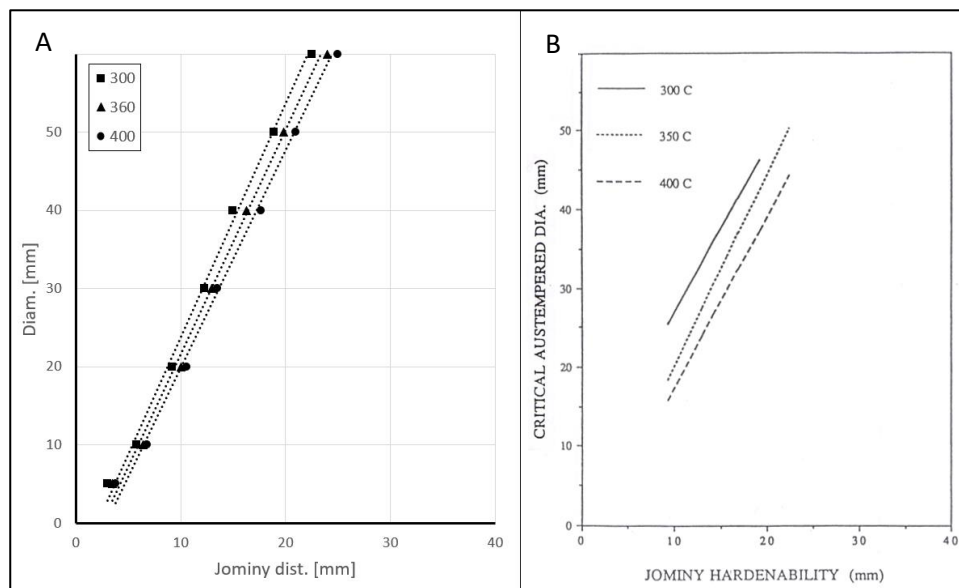 A
300
360
400
60
50
40
30
20
10
0
Diam. [mm]
0 10 20 30 40
Jominy dist. [mm]
B
60
300 C
350 C
400 C
50
40
30
20
10
0
CRITICAL AUSTEMPERED DIA. (mm)
0 10 20 30 40
JOMINY HARDENABILITY (mm)